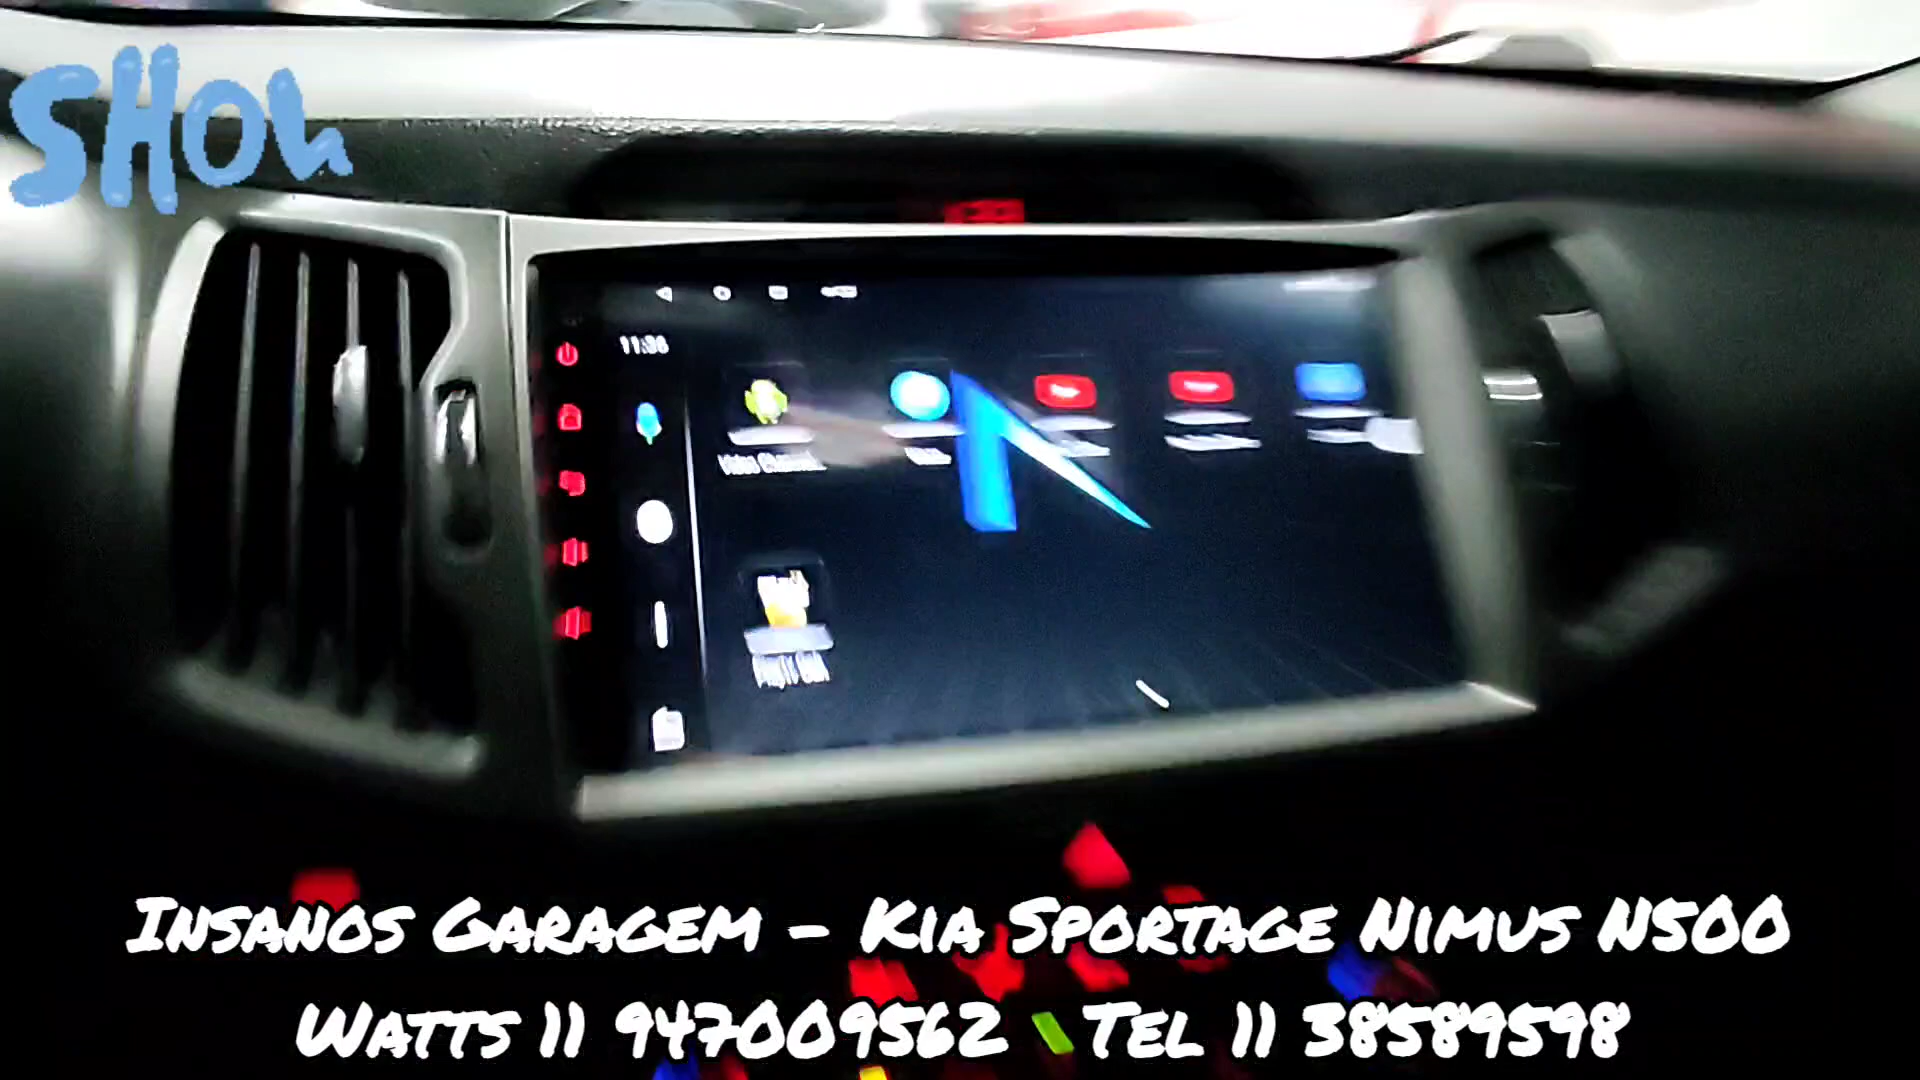 SHOW
11:36
Insanos Garagem - Kia Sportage Nimus N500
Watts 11 947009562 Tel 11 38589598